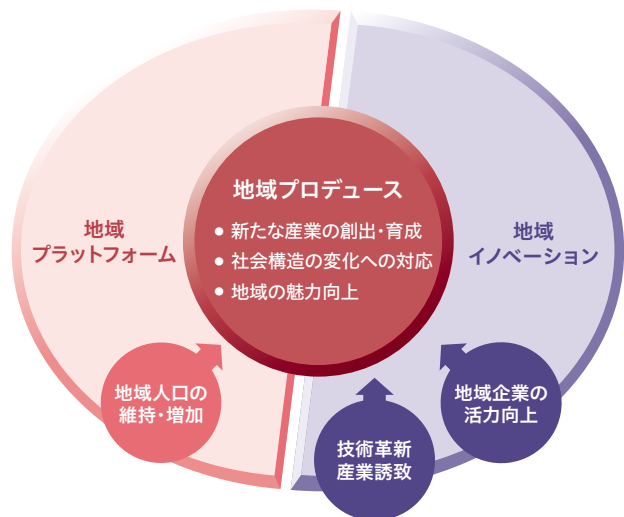 地域プロデュース
● 新たな産業の創出・育成
● 社会構造の変化への対応
● 地域の魅力向上
地域
プラットフォーム
地域
イノベーション
地域人口の
維持・増加
技術革新
産業誘致
地域企業の
活力向上